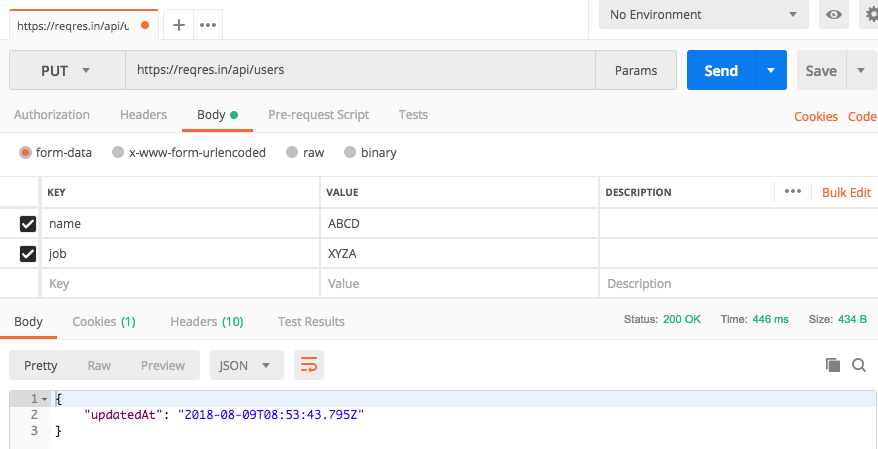 https://reqres.in/api/u
No Environment
PUT
https://reqres.in/api/users
Params
Send
Save
Authorization
Headers
Body
Pre-request Script
Tests
Cookies
Code
form-data
x-www-form-urlencoded
raw
binary
KEY
VALUE
DESCRIPTION
Bulk Edit
name
ABCD
job
XYZA
Key
Value
Description
Body
Cookies (1)
Headers (10)
Test Results
Status: 200 OK
Time: 446 ms
Size: 434 B
Pretty
Raw
Preview
JSON
1 {
2 "updatedAt": "2018-08-09T08:53:43.795Z"
3 }